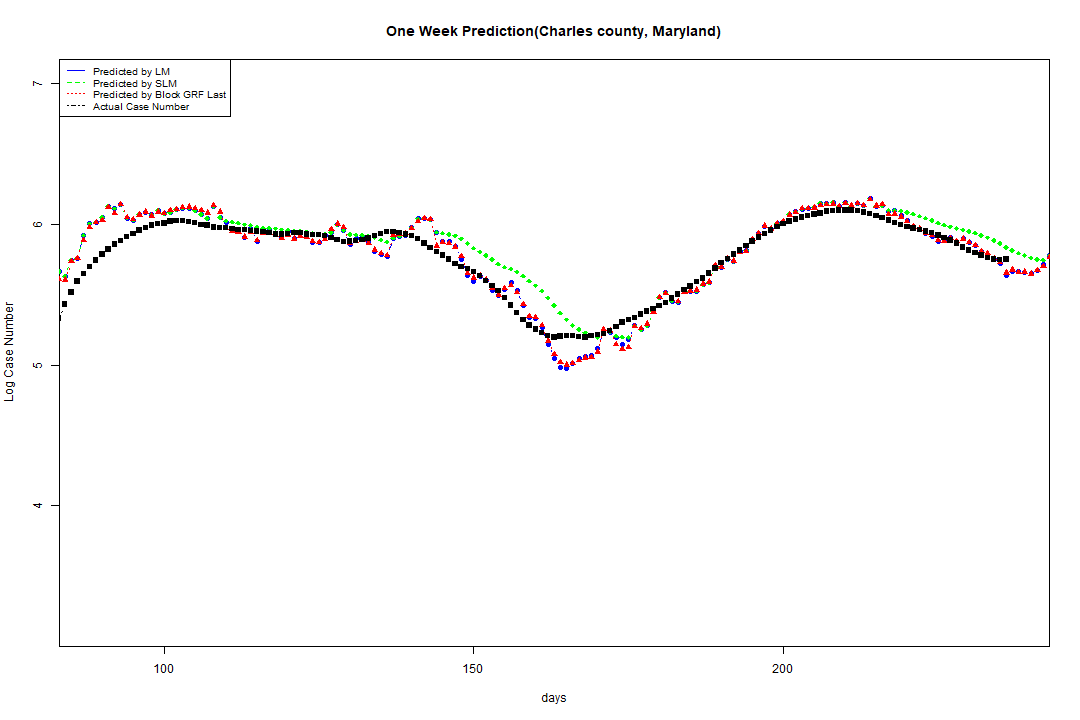 One Week Prediction(Charles county, Maryland)
Predicted by LM
Predicted by SLM
Predicted by Block GRF Last
Actual Case Number
7
6
5
4
Log Case Number
100 150 200
days